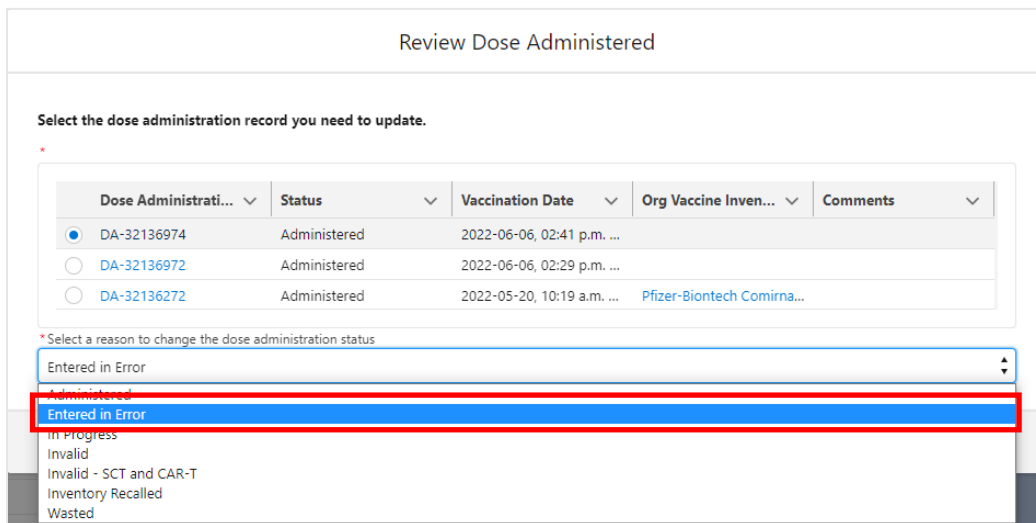 Review Dose Administered
Select the dose administration record you need to update.
*
Dose Administrati... Status Vaccination Date Org Vaccine Inven... Comments
DA-32136974 Administered 2022-06-06, 02:41 p.m. ...
DA-32136972 Administered 2022-06-06, 02:29 p.m. ...
DA-32136272 Administered 2022-05-20, 10:19 a.m. ... Pfizer-Biontech Comirna...
* Select a reason to change the dose administration status
Entered in Error
Administered
Entered in Error
In Progress
Invalid
Invalid - SCT and CAR-T
Inventory Recalled
Wasted